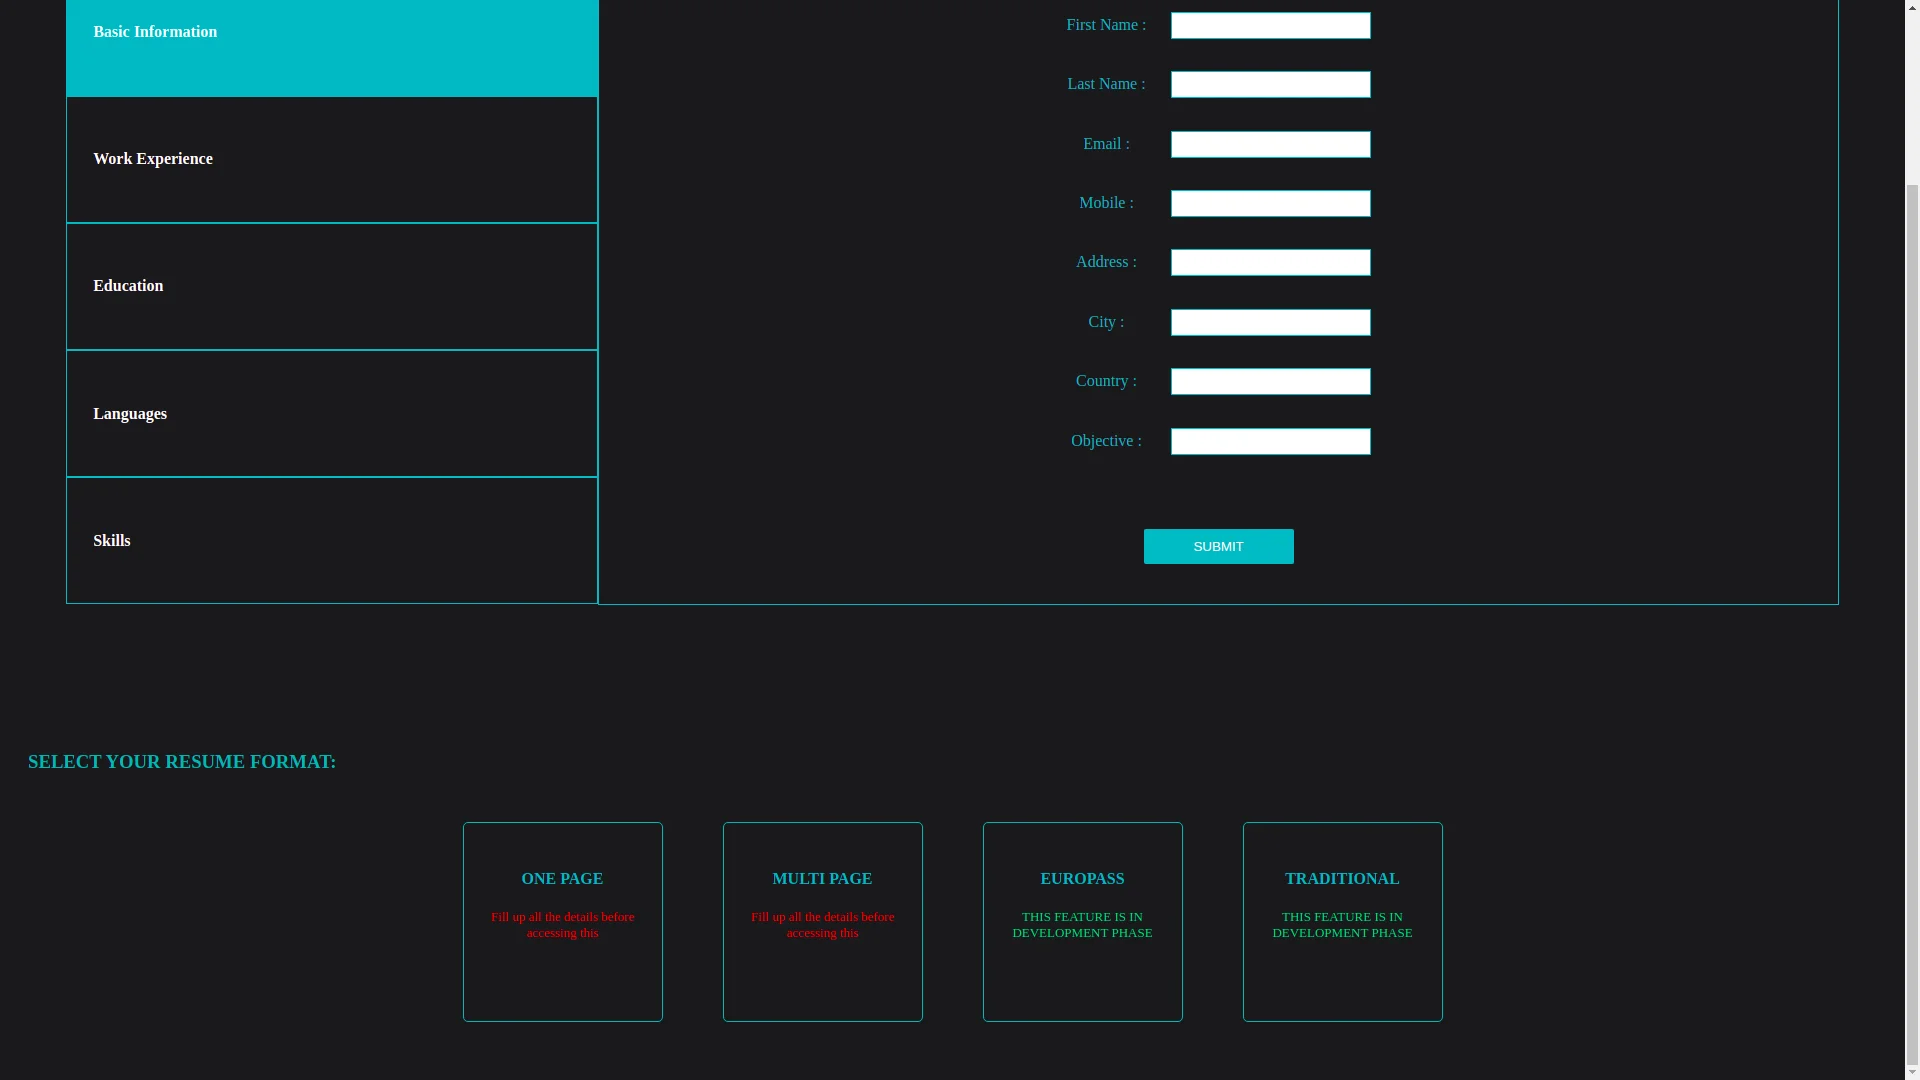 Basic Information
Work Experience
Education
Languages
Skills
First Name :
Last Name :
Email :
Mobile :
Address :
City :
Country :
Objective :
SUBMIT
SELECT YOUR RESUME FORMAT:
ONE PAGE
Fill up all the details before
accessing this
MULTI PAGE
Fill up all the details before
accessing this
EUROPASS
THIS FEATURE IS IN
DEVELOPMENT PHASE
TRADITIONAL
THIS FEATURE IS IN
DEVELOPMENT PHASE